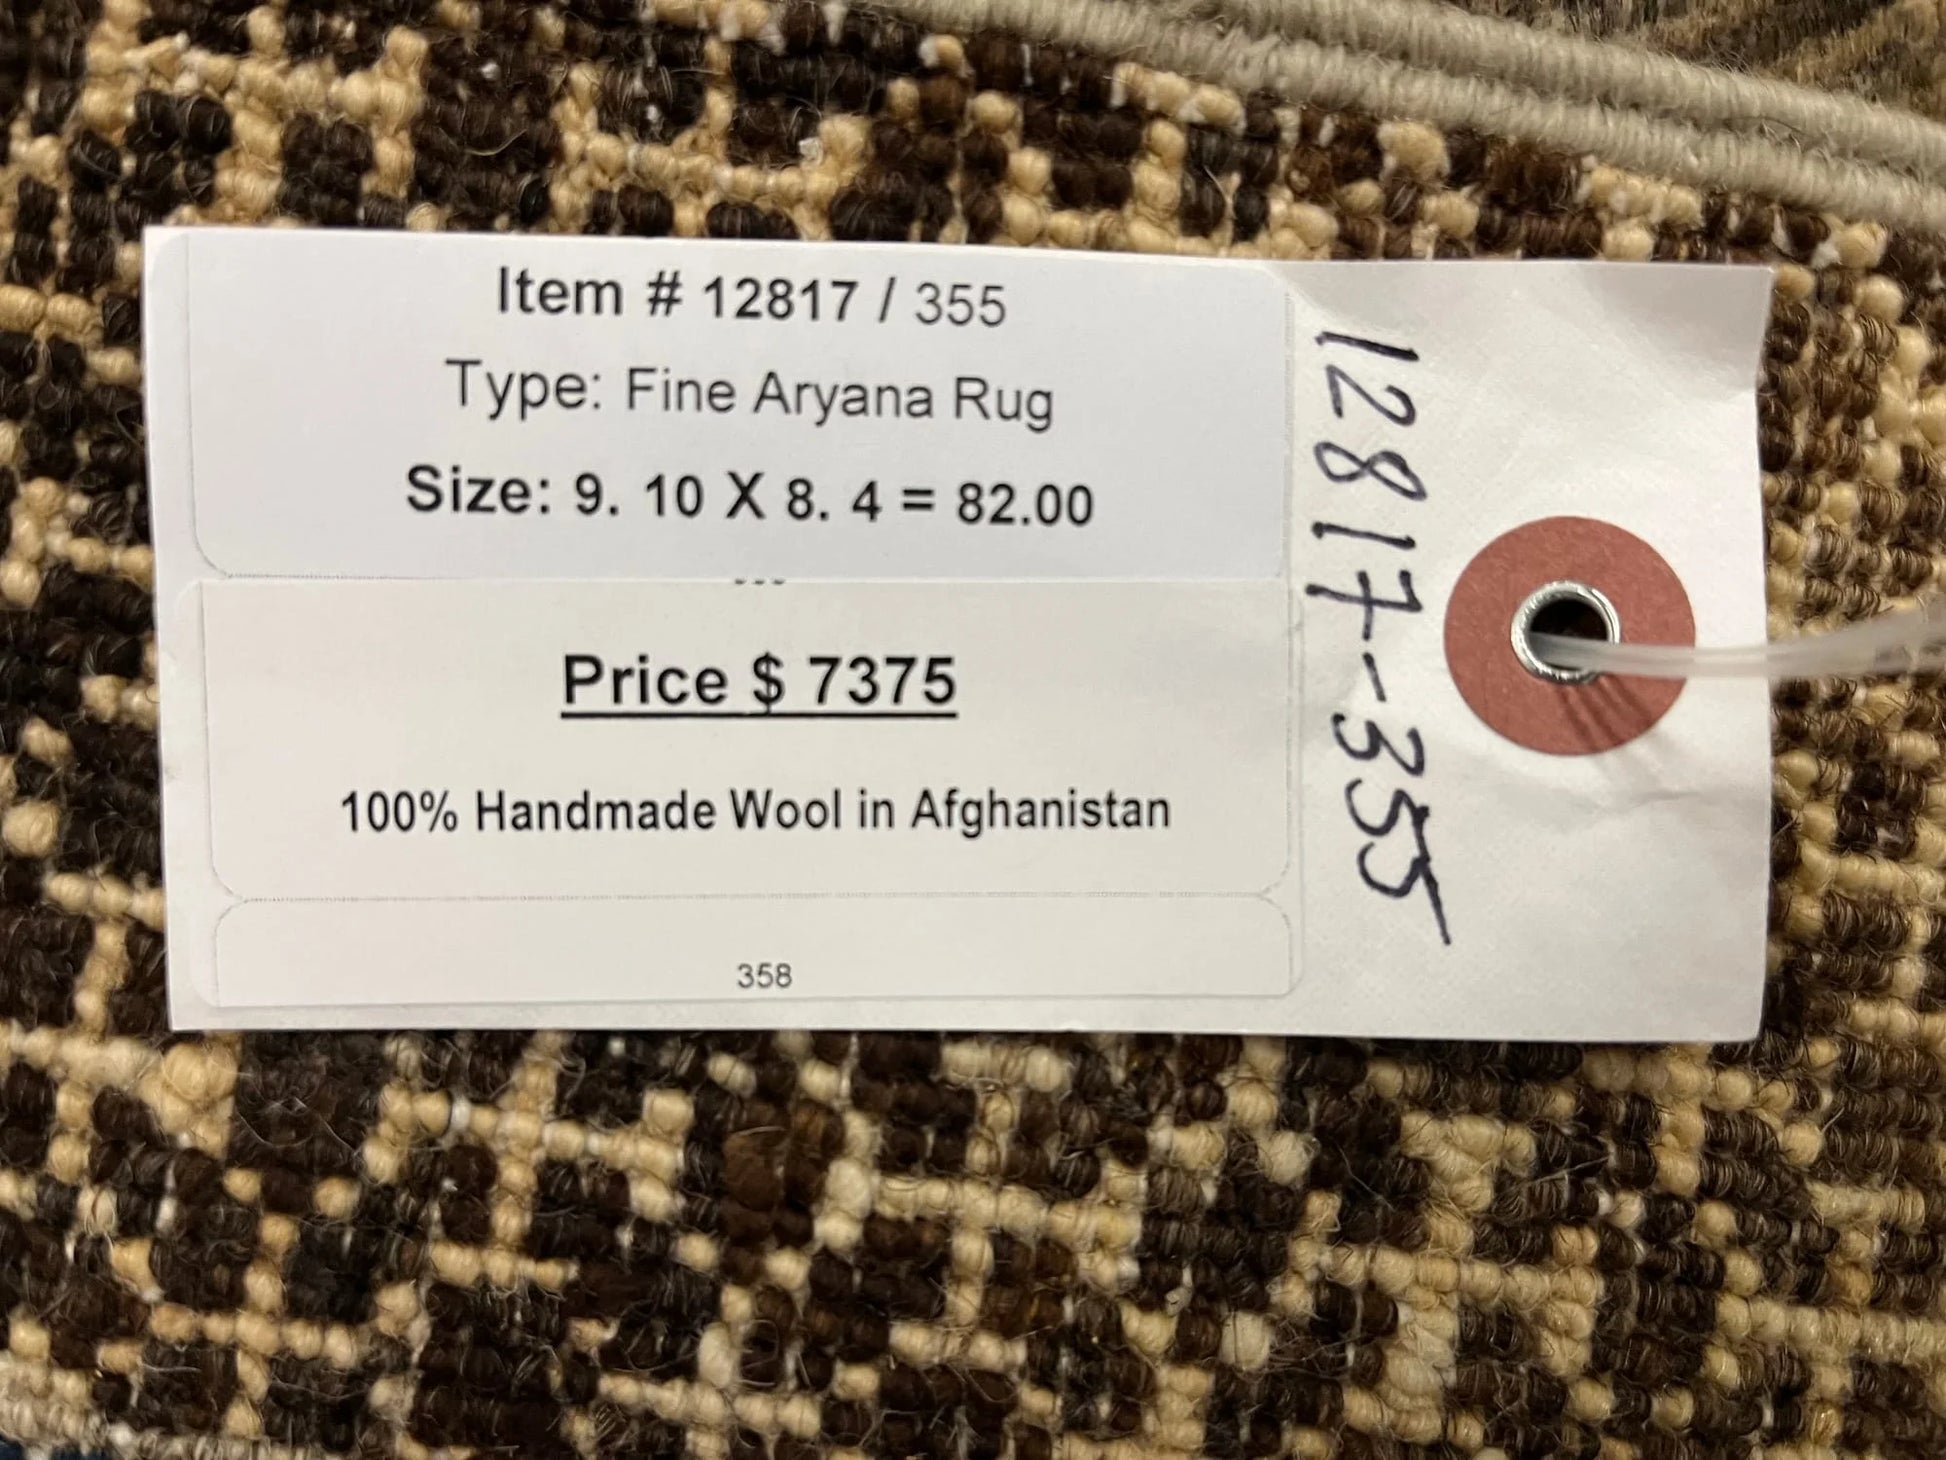 Item # 12817 / 355
Type: Fine Aryana Rug
Size: 9. 10 X 8. 4 = 82.00
Price $ 7375
100% Handmade Wool in Afghanistan
358
12817-355